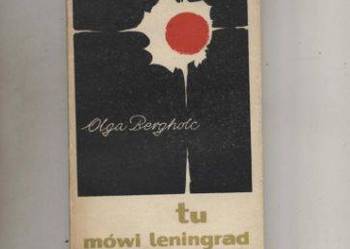 Olga Bergholc
tu
mówi leningrad